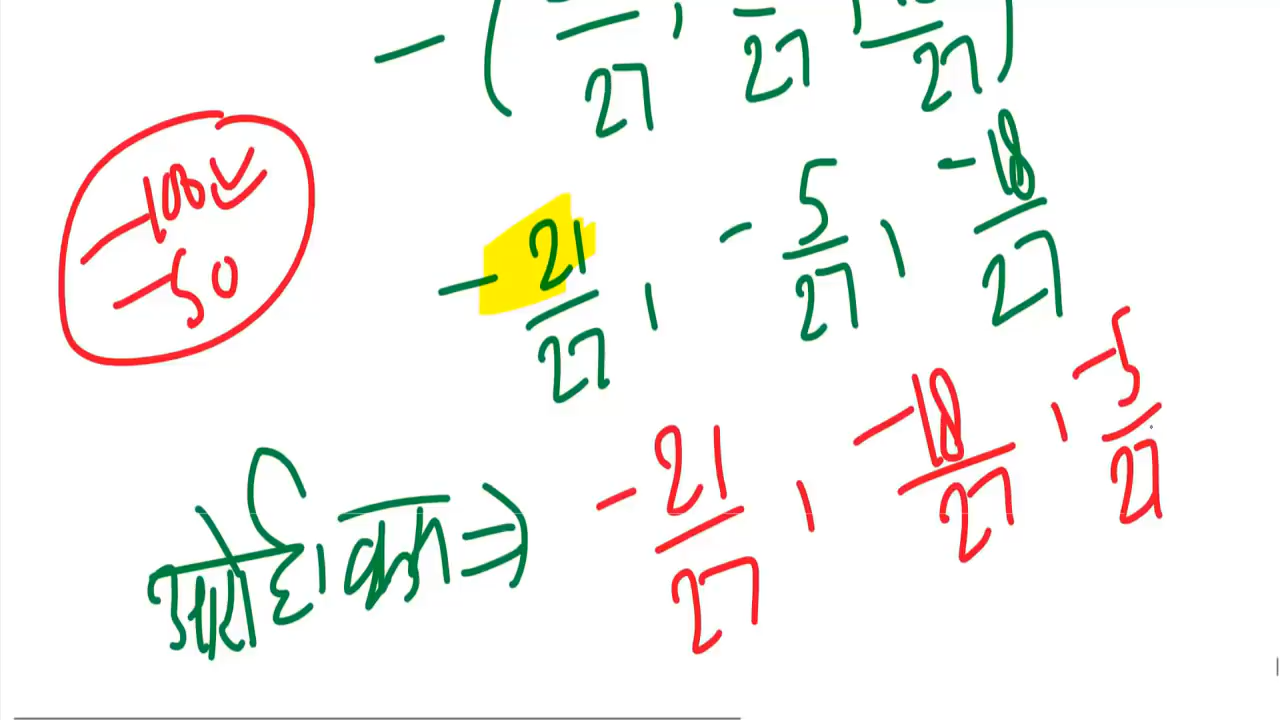 - ( /27 , /27 , /27 )
-100 ✓
-50
- 21/27 , - 5/27 , -18/27
आरोही क्रम ⇒ - 21/27 , -18/27 , -5/27